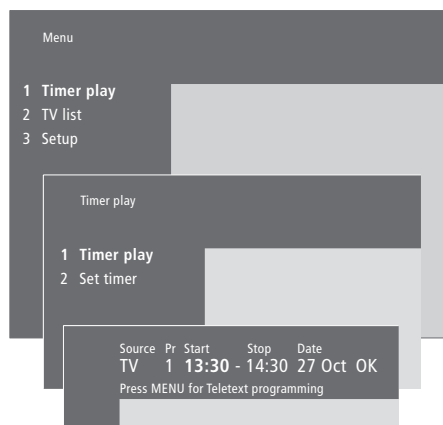 Menu
1 Timer play
2 TV list
3 Setup
Timer play
1 Timer play
2 Set timer
Source Pr Start Stop Date
TV 1 13:30 - 14:30 27 Oct OK
Press MENU for Teletext programming